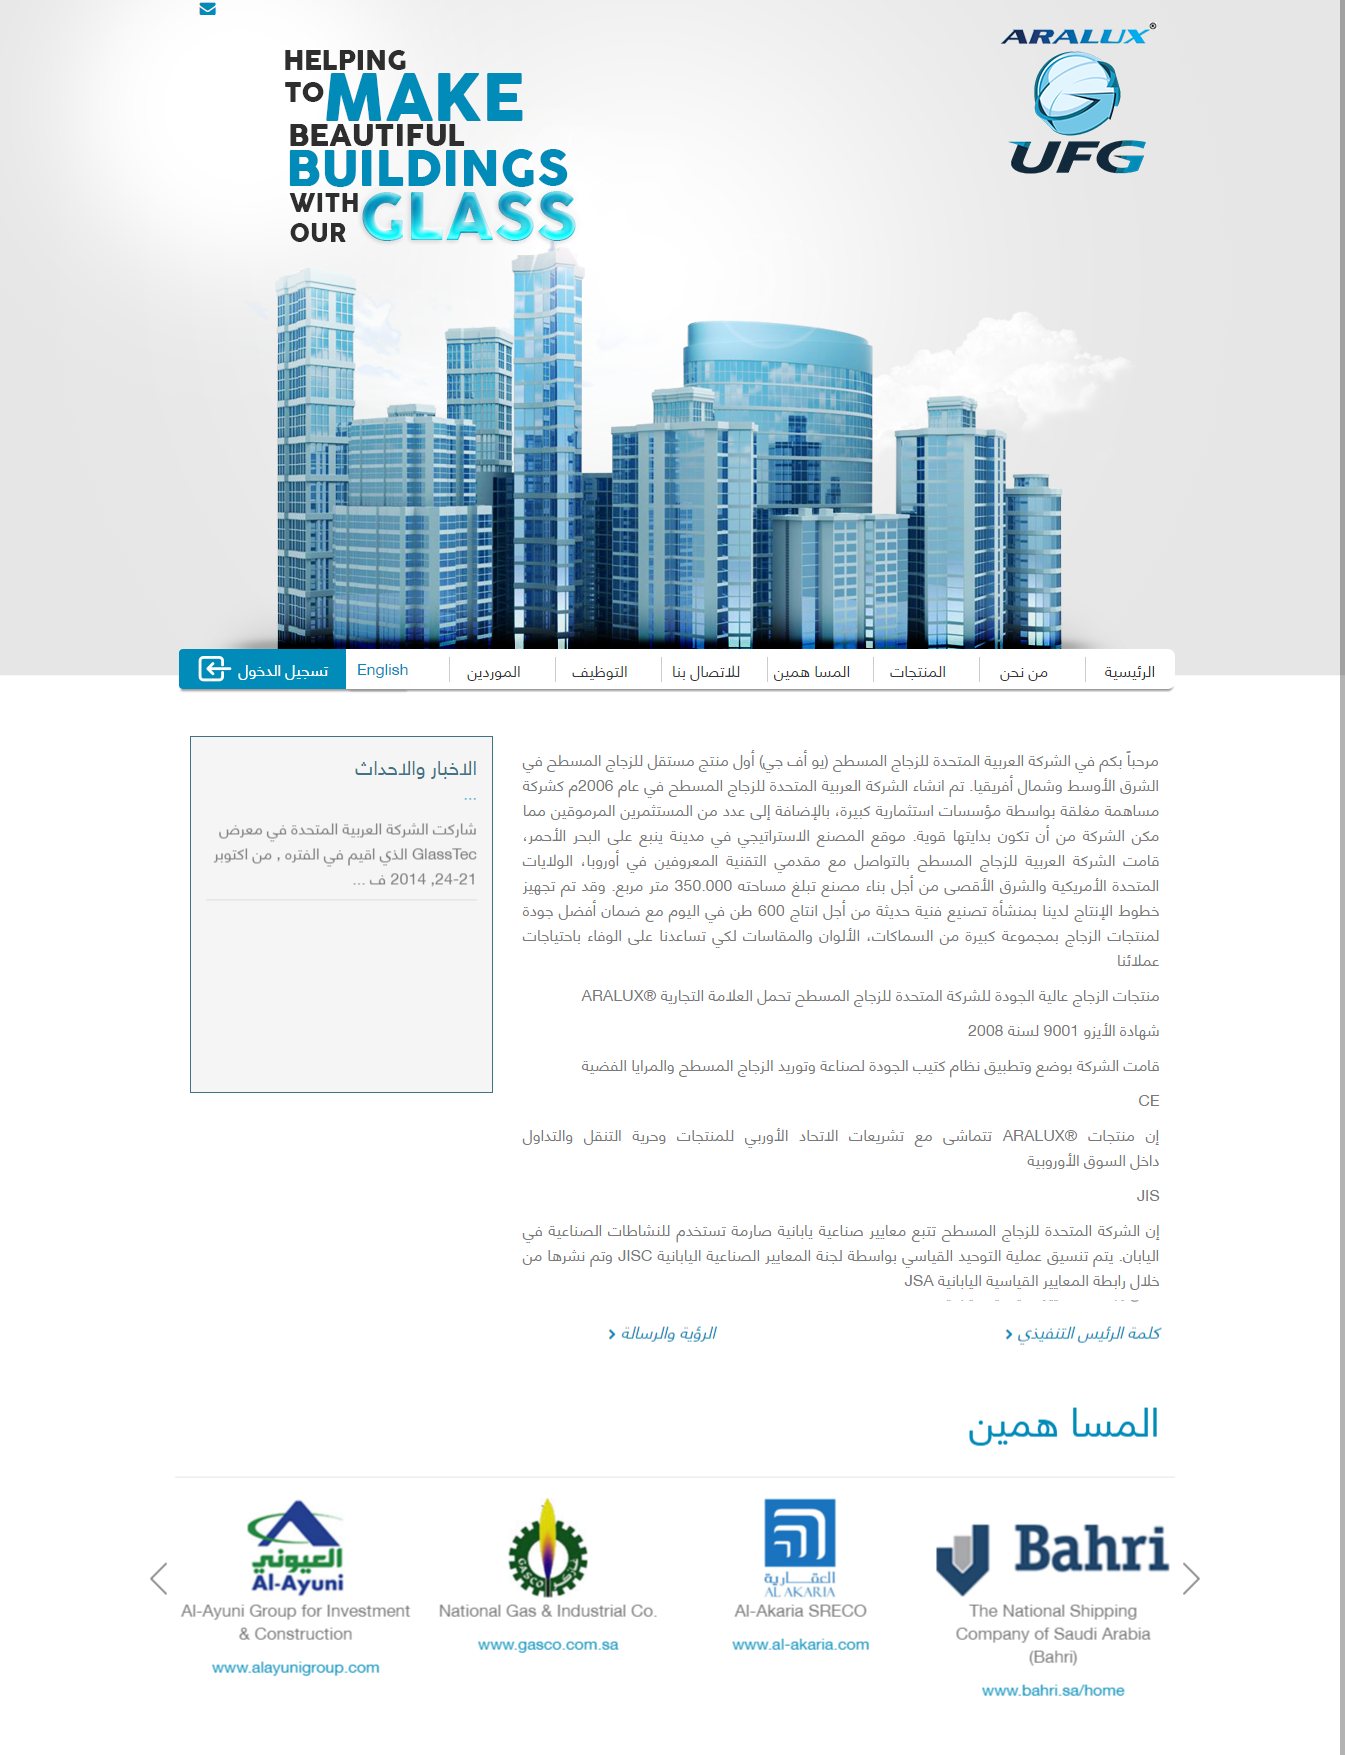 ARALUX®
UFG
HELPING
TO MAKE
BEAUTIFUL
BUILDINGS
WITH
OUR GLASS
الرئيسية
من نحن
المنتجات
المسا همين
للاتصال بنا
التوظيف
الموردين
English
تسجيل الدخول
مرحباً بكم في الشركة العربية المتحدة للزجاج المسطح (يو أف جي) أول منتج مستقل للزجاج المسطح في
الشرق الأوسط وشمال أفريقيا. تم انشاء الشركة العربية المتحدة للزجاج المسطح في عام 2006م كشركة
مساهمة مغلقة بواسطة مؤسسات استثمارية كبيرة، بالإضافة إلى عدد من المستثمرين المرموقين مما
مكن الشركة من أن تكون بدايتها قوية. موقع المصنع الاستراتيجي في مدينة ينبع على البحر الأحمر،
قامت الشركة العربية للزجاج المسطح بالتواصل مع مقدمي التقنية المعروفين في أوروبا، الولايات
المتحدة الأمريكية والشرق الأقصى من أجل بناء مصنع تبلغ مساحته 350.000 متر مربع. وقد تم تجهيز
خطوط الإنتاج لدينا بمنشأة تصنيع فنية حديثة من أجل انتاج 600 طن في اليوم مع ضمان أفضل جودة
لمنتجات الزجاج بمجموعة كبيرة من السماكات، الألوان والمقاسات لكي تساعدنا على الوفاء باحتياجات
عملائنا
منتجات الزجاج عالية الجودة للشركة المتحدة للزجاج المسطح تحمل العلامة التجارية ®ARALUX
شهادة الأيزو 9001 لسنة 2008
قامت الشركة بوضع وتطبيق نظام كتيب الجودة لصناعة وتوريد الزجاج المسطح والمرايا الفضية
CE
إن منتجات ®ARALUX تتماشى مع تشريعات الاتحاد الأوربي للمنتجات وحرية التنقل والتداول
داخل السوق الأوروبية
JIS
إن الشركة المتحدة للزجاج المسطح تتبع معايير صناعية يابانية صارمة تستخدم للنشاطات الصناعية في
اليابان. يتم تنسيق عملية التوحيد القياسي بواسطة لجنة المعايير الصناعية اليابانية JISC وتم نشرها من
خلال رابطة المعايير القياسية اليابانية JSA
كلمة الرئيس التنفيذي
الرؤية والرسالة
الاخبار والاحداث
...
شاركت الشركة العربية المتحدة في معرض
GlassTec الذي اقيم في الفتره , من اكتوبر
21-24, 2014 ف ...
المسا همين
Bahri
The National Shipping
Company of Saudi Arabia
(Bahri)
www.bahri.sa/home
العقارية
AL AKARIA
Al-Akaria SRECO
www.al-akaria.com
GASCO غازكو
National Gas & Industrial Co.
www.gasco.com.sa
العيوني
Al-Ayuni
Al-Ayuni Group for Investment
& Construction
www.alayunigroup.com